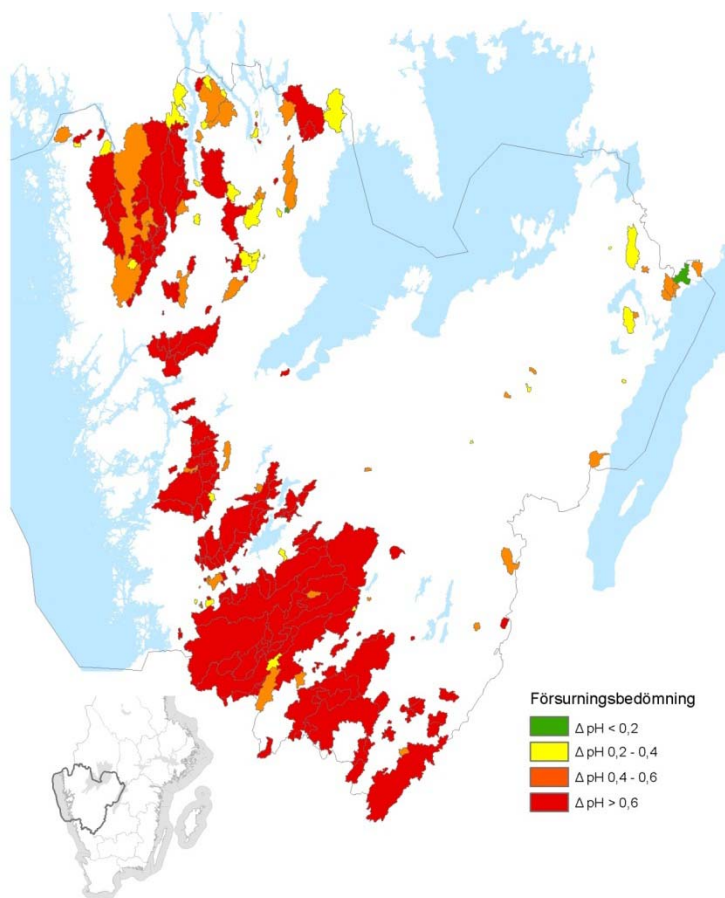 Försurningsbedömning
Δ pH < 0,2
Δ pH 0,2 - 0,4
Δ pH 0,4 - 0,6
Δ pH > 0,6